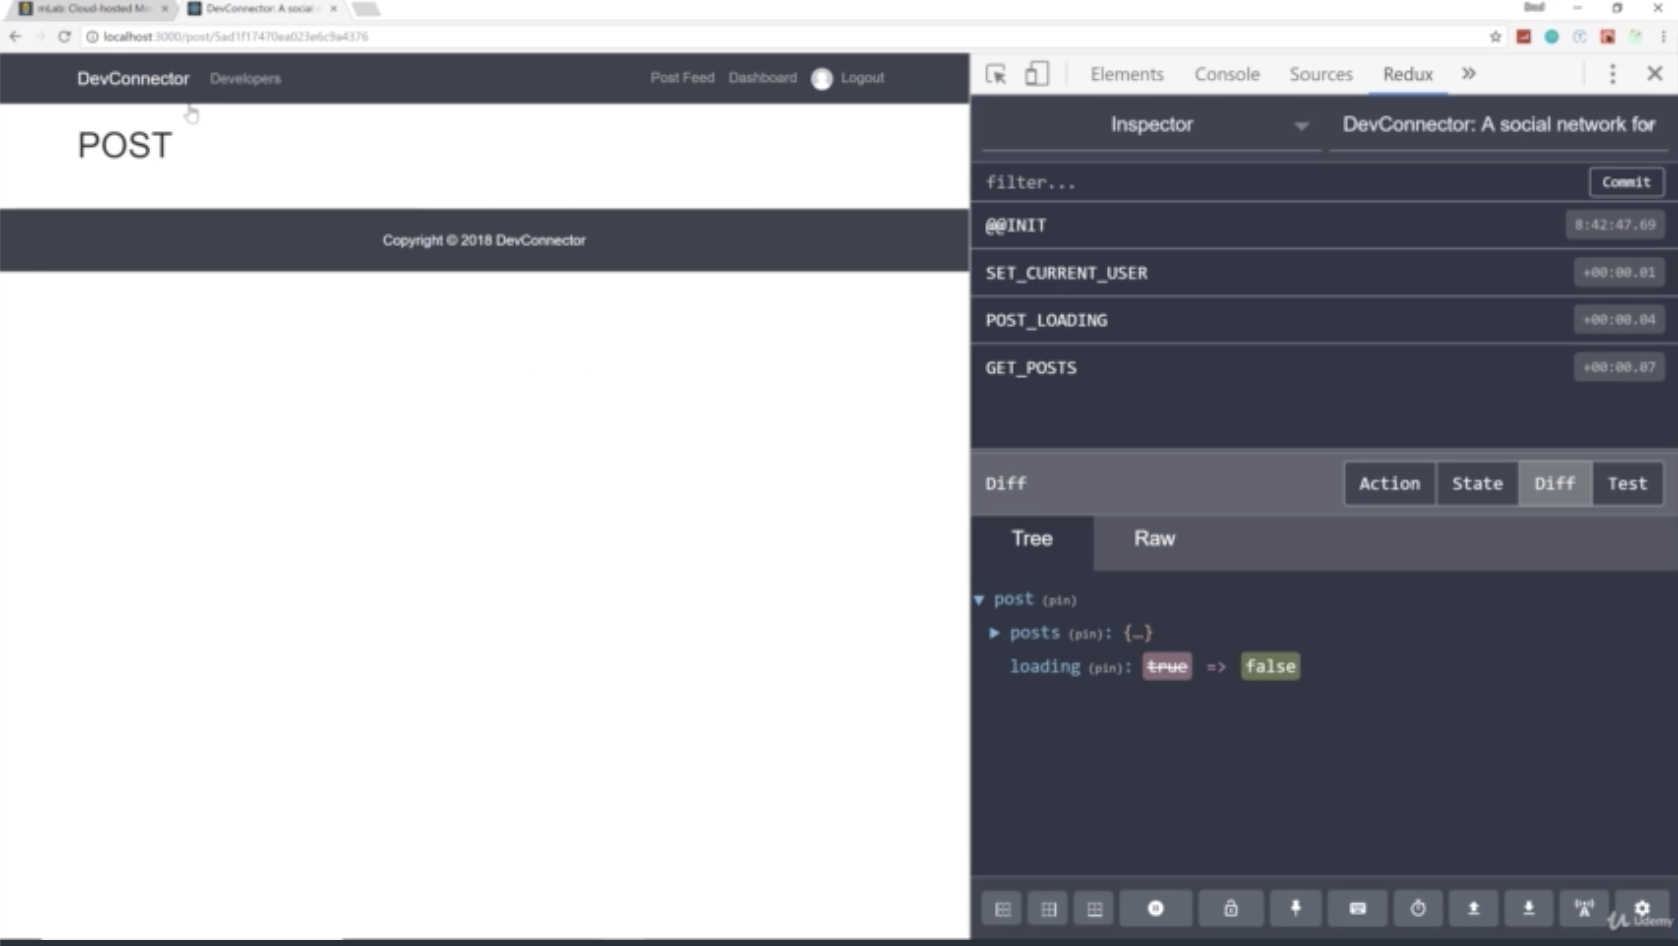 mLab: Cloud-hosted Mo
DevConnector: A social n
localhost:3000/post/5ad1f17470ea023e6c9a4376
DevConnector Developers Post Feed Dashboard Logout
POST
Copyright © 2018 DevConnector
Elements Console Sources Redux »
Inspector DevConnector: A social network for
filter... Commit
@@INIT 8:42:47.69
SET_CURRENT_USER +00:00.01
POST_LOADING +00:00.04
GET_POSTS +00:00.07
Diff Action State Diff Test
Tree Raw
post (pin)
posts (pin): {…}
loading (pin): true => false
Udemy